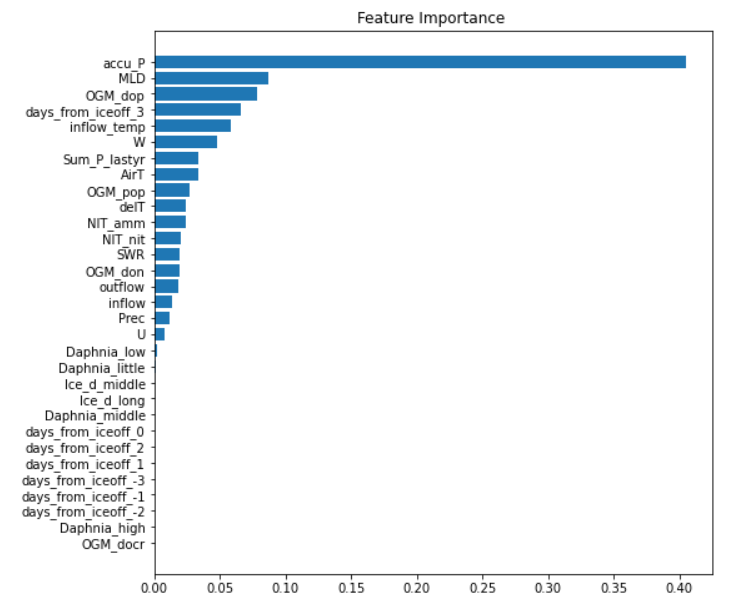 Feature Importance
accu_P
MLD
OGM_dop
days_from_iceoff_3
inflow_temp
W
Sum_P_lastyr
AirT
OGM_pop
delT
NIT_amm
NIT_nit
SWR
OGM_don
outflow
inflow
Prec
U
Daphnia_low
Daphnia_little
Ice_d_middle
Ice_d_long
Daphnia_middle
days_from_iceoff_0
days_from_iceoff_2
days_from_iceoff_1
days_from_iceoff_-3
days_from_iceoff_-1
days_from_iceoff_-2
Daphnia_high
OGM_docr
0.00 0.05 0.10 0.15 0.20 0.25 0.30 0.35 0.40